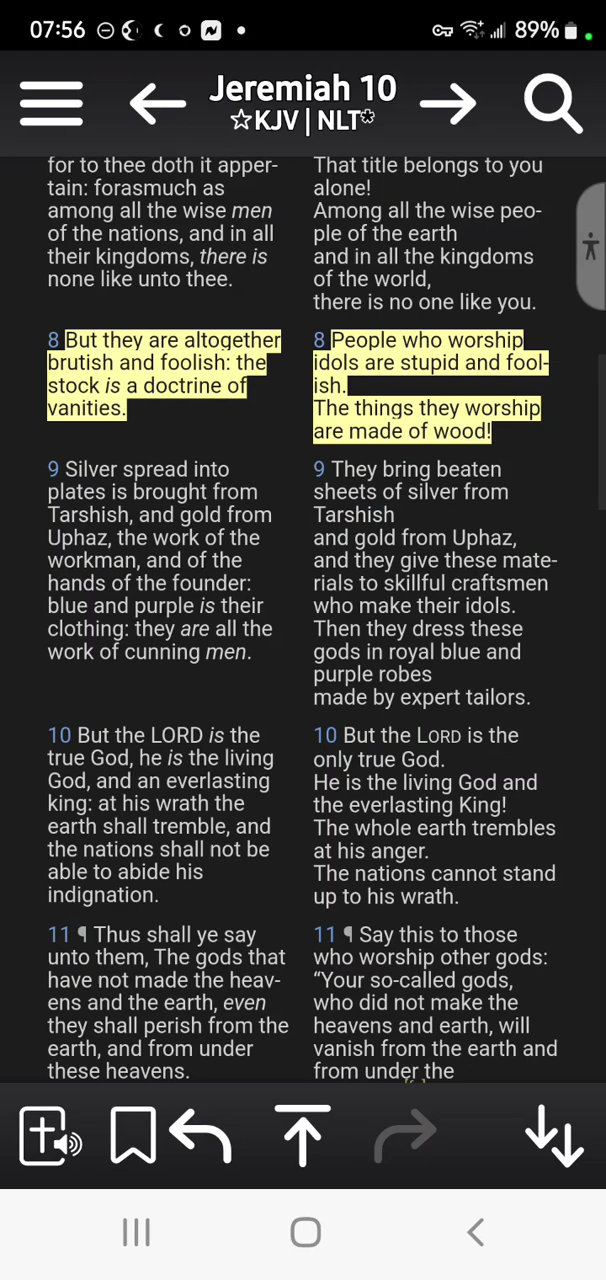 07:56
89%
Jeremiah 10
☆KJV | NLT*
for to thee doth it apper-
tain: forasmuch as
among all the wise men
of the nations, and in all
their kingdoms, there is
none like unto thee.
8 But they are altogether
brutish and foolish: the
stock is a doctrine of
vanities.
9 Silver spread into
plates is brought from
Tarshish, and gold from
Uphaz, the work of the
workman, and of the
hands of the founder:
blue and purple is their
clothing: they are all the
work of cunning men.
10 But the LORD is the
true God, he is the living
God, and an everlasting
king: at his wrath the
earth shall tremble, and
the nations shall not be
able to abide his
indignation.
11 ¶ Thus shall ye say
unto them, The gods that
have not made the heav-
ens and the earth, even
they shall perish from the
earth, and from under
these heavens.
That title belongs to you
alone!
Among all the wise peo-
ple of the earth
and in all the kingdoms
of the world,
there is no one like you.
8 People who worship
idols are stupid and fool-
ish.
The things they worship
are made of wood!
9 They bring beaten
sheets of silver from
Tarshish
and gold from Uphaz,
and they give these mate-
rials to skillful craftsmen
who make their idols.
Then they dress these
gods in royal blue and
purple robes
made by expert tailors.
10 But the LORD is the
only true God.
He is the living God and
the everlasting King!
The whole earth trembles
at his anger.
The nations cannot stand
up to his wrath.
11 ¶ Say this to those
who worship other gods:
“Your so-called gods,
who did not make the
heavens and earth, will
vanish from the earth and
from under the